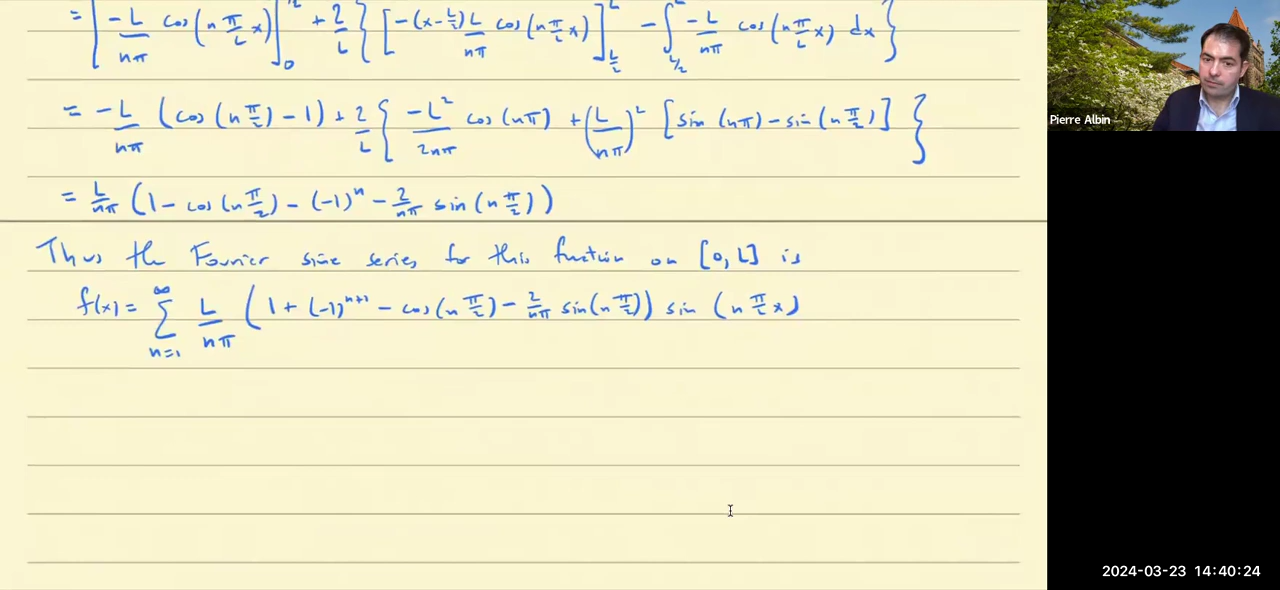 = [ -L/nπ cos(n π/L x) ]_0^{L/2} + 2/L { [ -(x-L/2) L/nπ cos(n π/L x) ]_{L/2}^{L} - ∫_{L/2}^{L} -L/nπ cos(n π/L x) dx }
= -L/nπ (cos(n π/2) - 1) + 2/L { -L²/2nπ cos(nπ) + (L/nπ)² [sin(nπ) - sin(n π/2)] }
= L/nπ (1 - cos(n π/2) - (-1)^n - 2/nπ sin(n π/2))
Thus the Fourier sine series for this function on [0, L] is
f(x) = ∑_{n=1}^{∞} L/nπ (1 + (-1)^{n+1} - cos(n π/2) - 2/nπ sin(n π/2)) sin(n π/L x)
Pierre Albin
2024-03-23 14:40:24